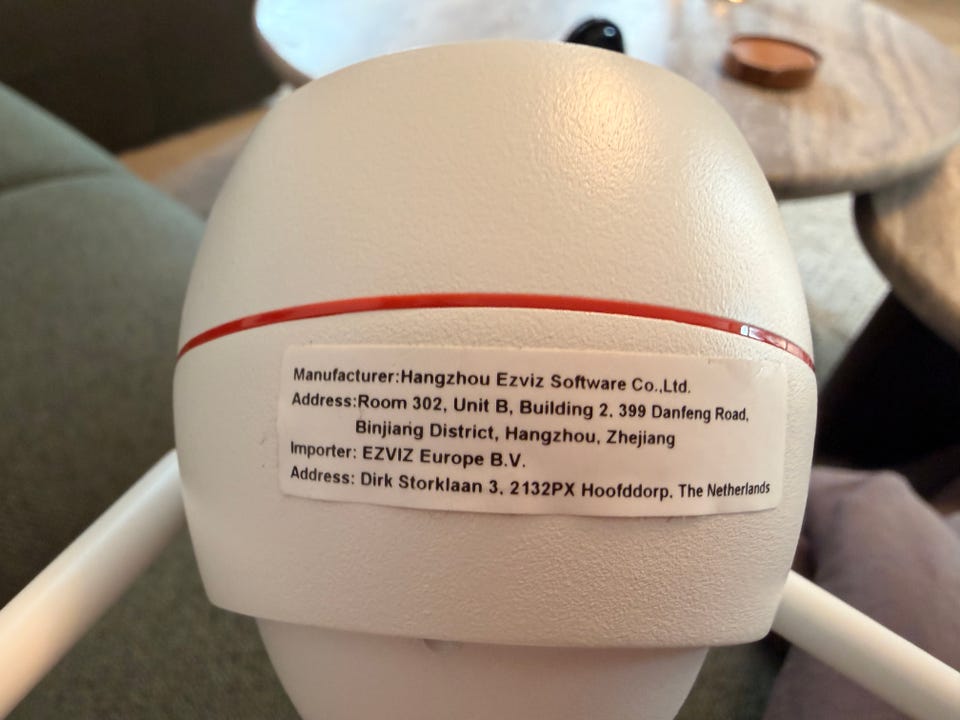 Manufacturer:Hangzhou Ezviz Software Co.,Ltd.
Address:Room 302, Unit B, Building 2, 399 Danfeng Road,
Binjiang District, Hangzhou, Zhejiang
Importer: EZVIZ Europe B.V.
Address: Dirk Storklaan 3, 2132PX Hoofddorp, The Netherlands